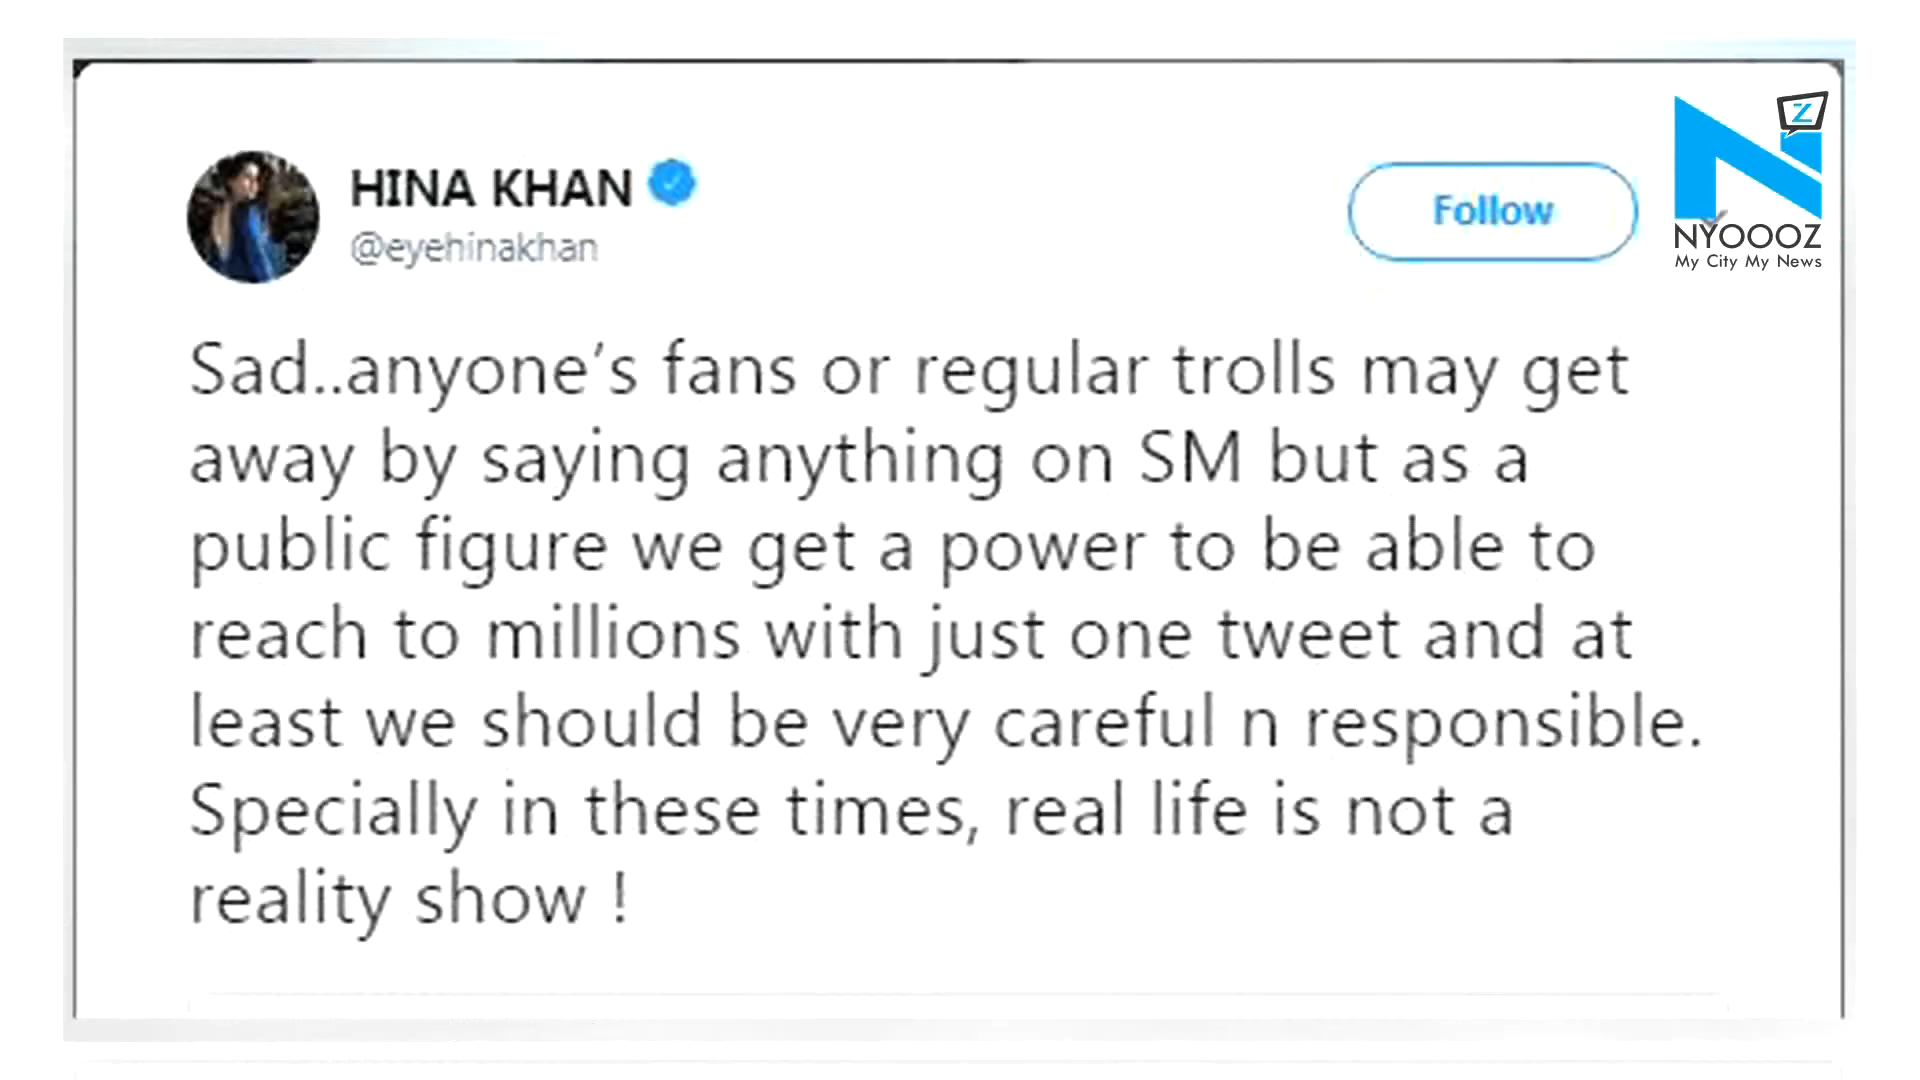 HINA KHAN
@eyehinakhan
Follow
Z
NYOOOZ
My City My News
Sad..anyone's fans or regular trolls may get
away by saying anything on SM but as a
public figure we get a power to be able to
reach to millions with just one tweet and at
least we should be very careful n responsible.
Specially in these times, real life is not a
reality show !